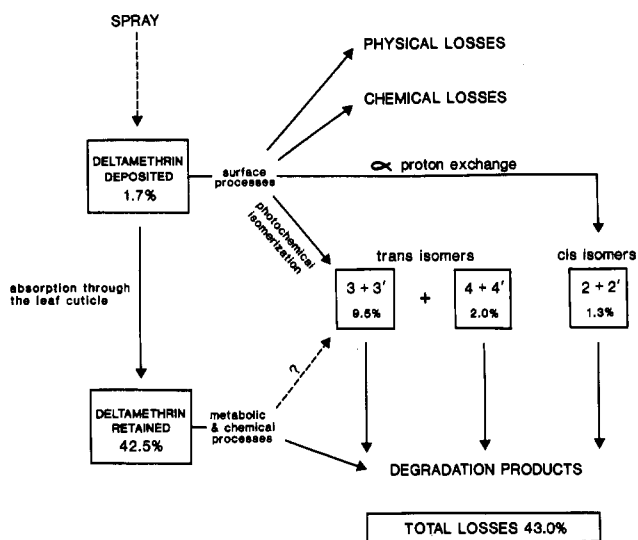 SPRAY
PHYSICAL LOSSES
CHEMICAL LOSSES
DELTAMETHRIN
DEPOSITED
1.7%
surface
processes
∝ proton exchange
photochemical
isomerization
trans isomers
cis isomers
3 + 3′
9.5%
+
4 + 4′
2.0%
2 + 2′
1.3%
absorption through
the leaf cuticle
?
DELTAMETHRIN
RETAINED
42.5%
metabolic
& chemical
processes
DEGRADATION PRODUCTS
TOTAL LOSSES 43.0%